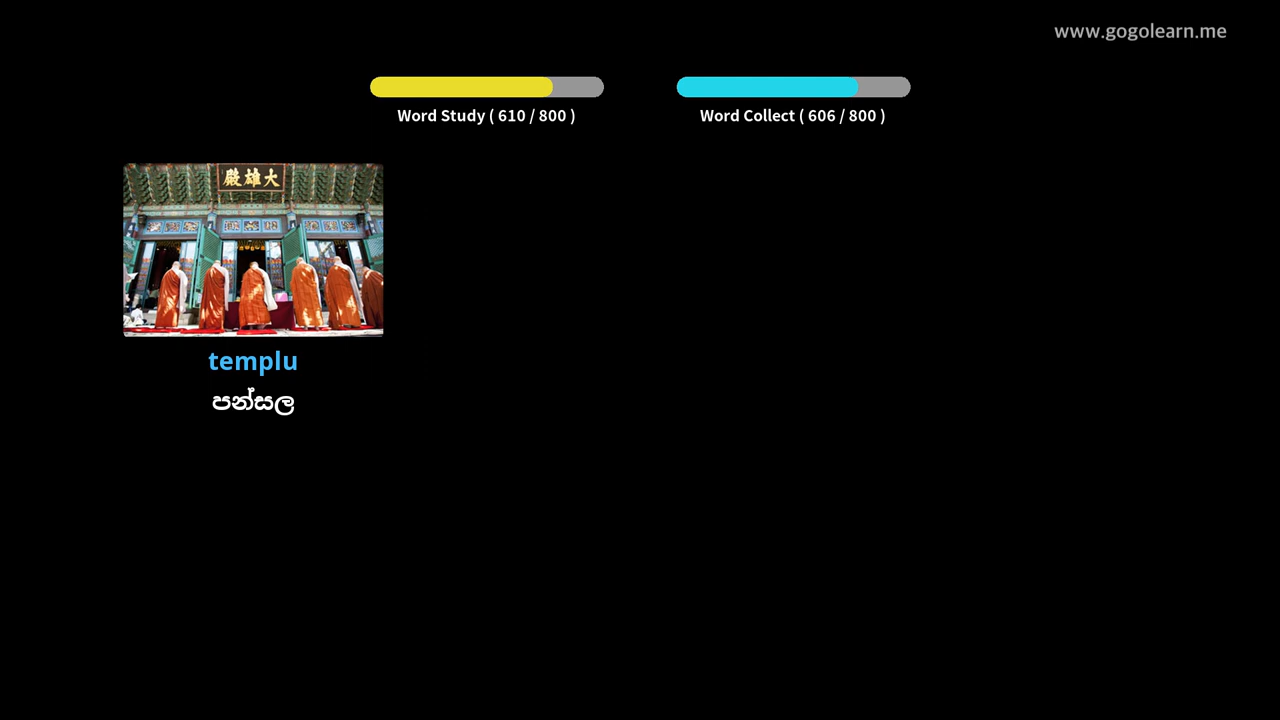 www.gogolearn.me
Word Study ( 610 / 800 )
Word Collect ( 606 / 800 )
殿雄大
templu
පන්සල